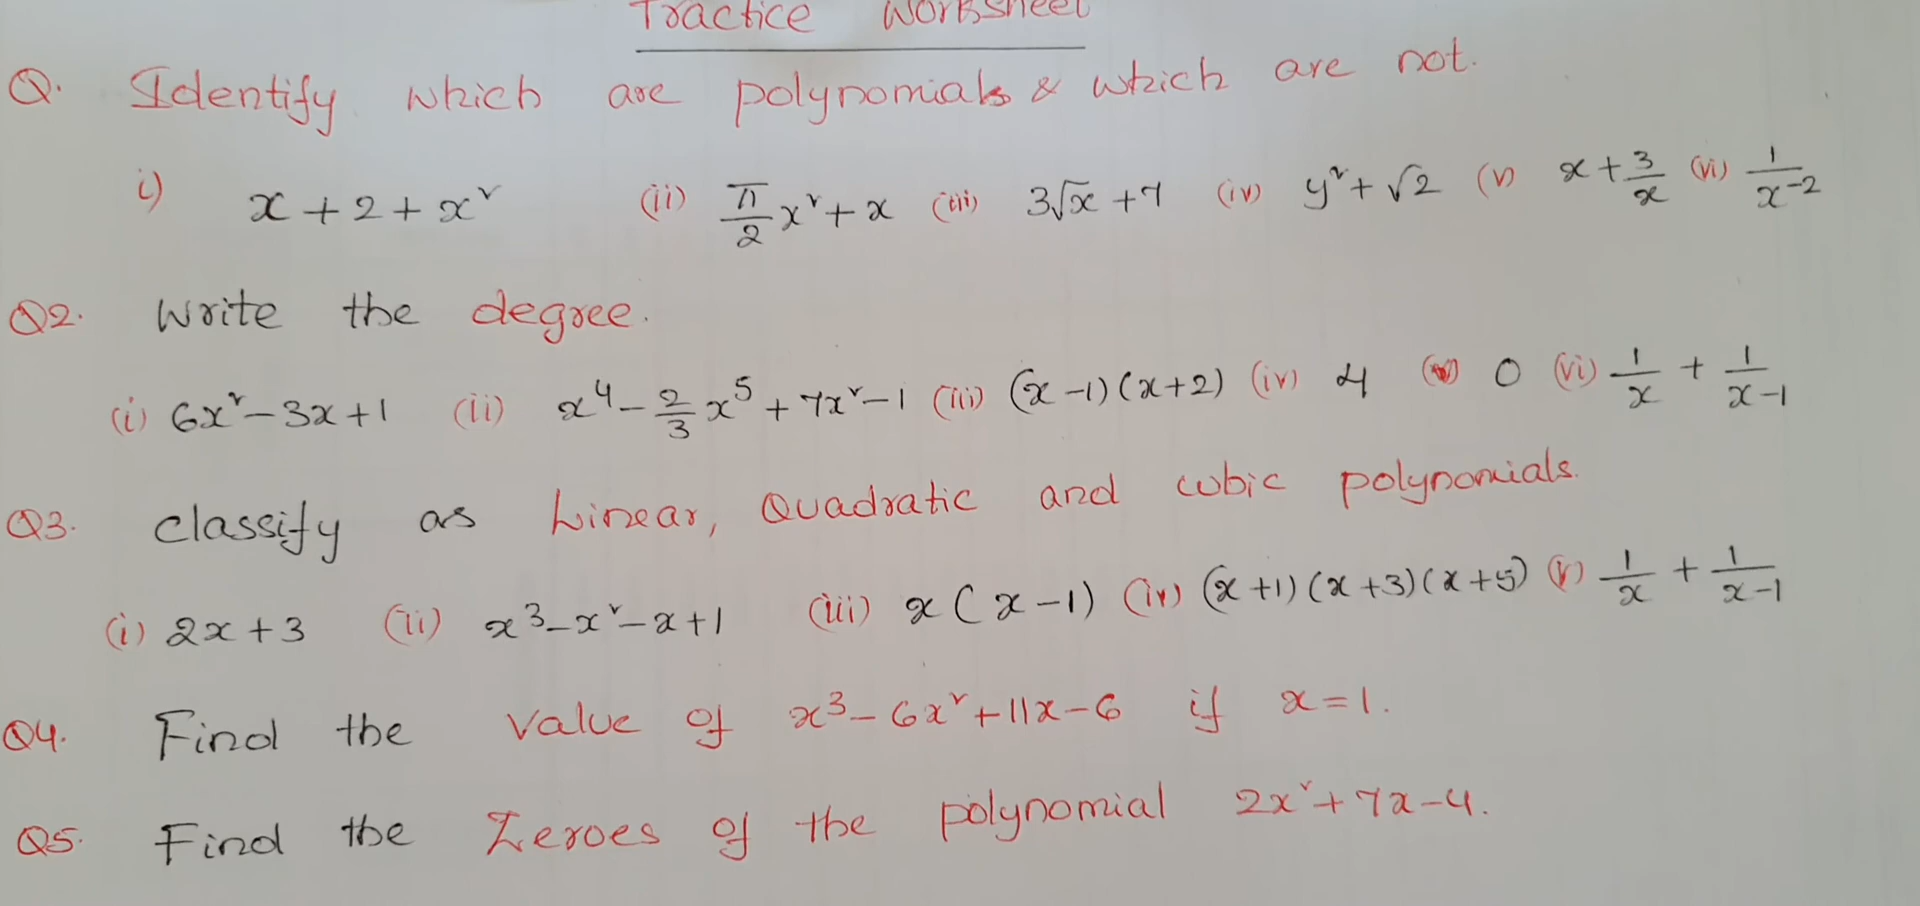 Practice Worksheet
Q. Identify which are polynomials & which are not.
i) x + 2 + x² (ii) π/2 x² + x (iii) 3√x + 7 (iv) y² + √2 (v) x + 3/x (vi) 1/x-2
Q2. Write the degree.
(i) 6x² - 3x + 1 (ii) x⁴ - 2/3 x⁵ + 7x² - 1 (iii) (x - 1)(x + 2) (iv) 4 (v) 0 (vi) 1/x + 1/x-1
Q3. Classify as Linear, Quadratic and cubic polynomials.
(i) 2x + 3 (ii) x³ - x² - x + 1 (iii) x(x - 1) (iv) (x + 1)(x + 3)(x + 5) (v) 1/x + 1/x-1
Q4. Find the value of x³ - 6x² + 11x - 6 if x = 1.
Q5. Find the Zeroes of the polynomial 2x² + 7x - 4.